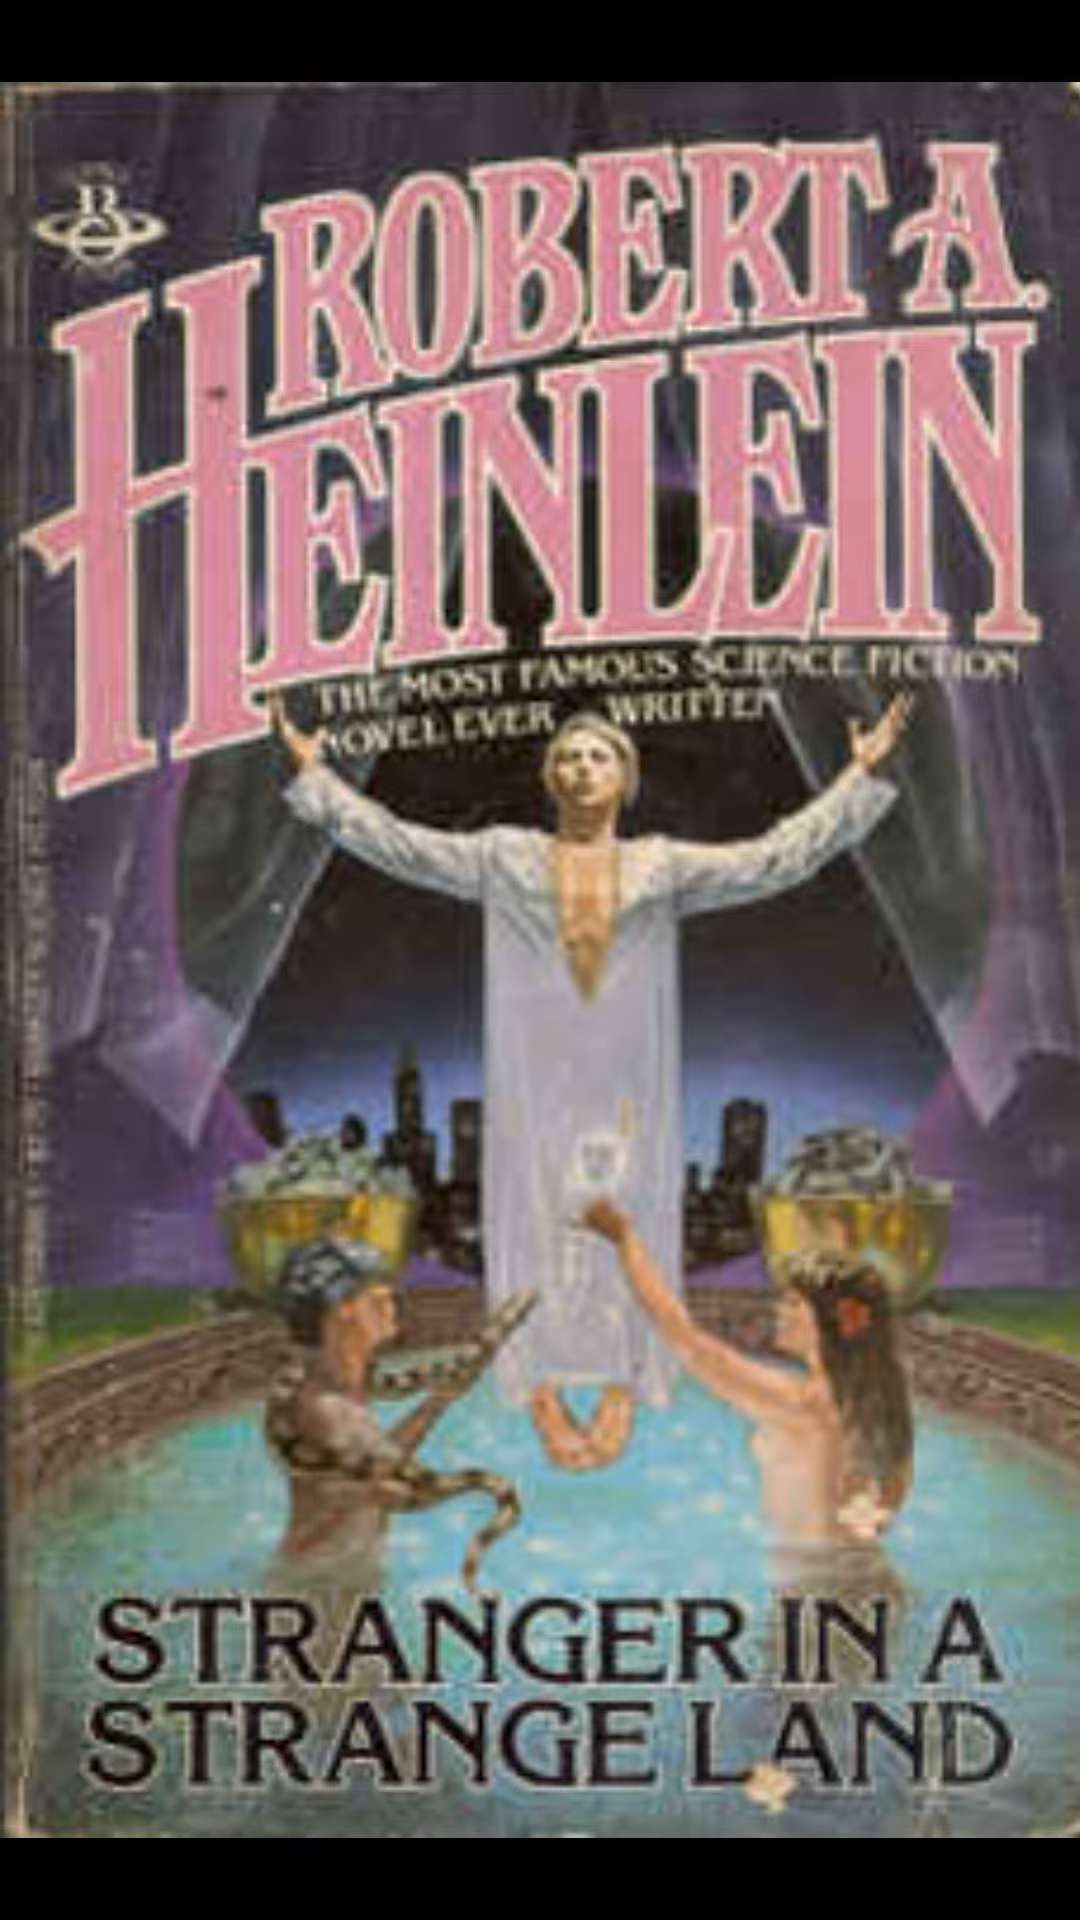 ROBERT A.
HEINLEIN
THE MOST FAMOUS SCIENCE FICTION
NOVEL EVER WRITTEN
STRANGER IN A
STRANGE LAND